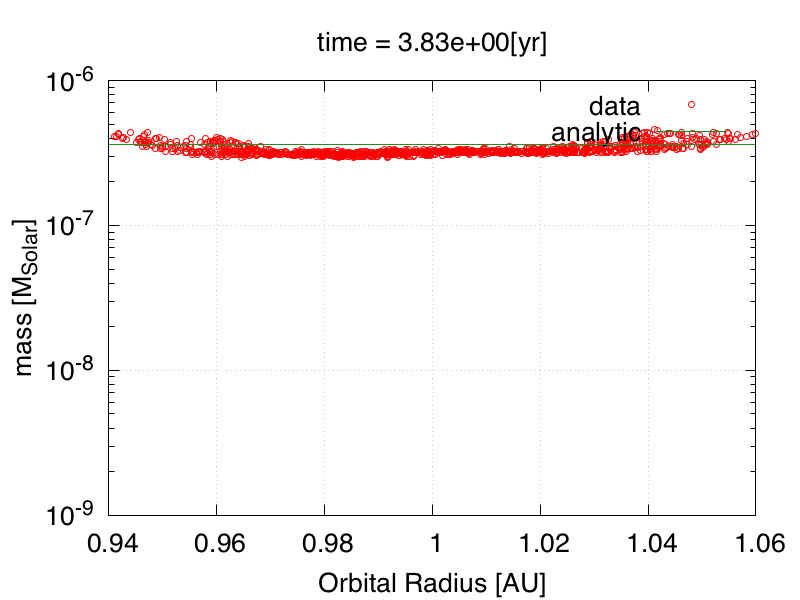 time = 3.83e+00[yr]
data
analytic
10^-6
10^-7
10^-8
10^-9
mass [M_Solar]
0.94 0.96 0.98 1 1.02 1.04 1.06
Orbital Radius [AU]